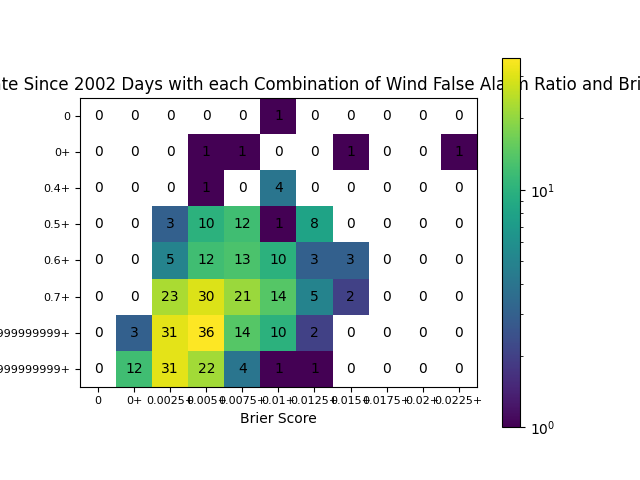 te Since 2002 Days with each Combination of Wind False Alarm Ratio and Bri
0 0 0 0 0 0 1 0 0 0 0 0
0+ 0 0 0 1 1 0 0 1 0 0 1
0.4+ 0 0 0 1 0 4 0 0 0 0 0
0.5+ 0 0 3 10 12 1 8 0 0 0 0
0.6+ 0 0 5 12 13 10 3 3 0 0 0
0.7+ 0 0 23 30 21 14 5 2 0 0 0
999999999+ 0 3 31 36 14 10 2 0 0 0 0
999999999+ 0 12 31 22 4 1 1 0 0 0 0
0 0+ 0.0025+ 0.005+ 0.0075+ 0.01+ 0.0125+ 0.015+ 0.0175+ 0.02+ 0.0225+
Brier Score
10^1
10^0